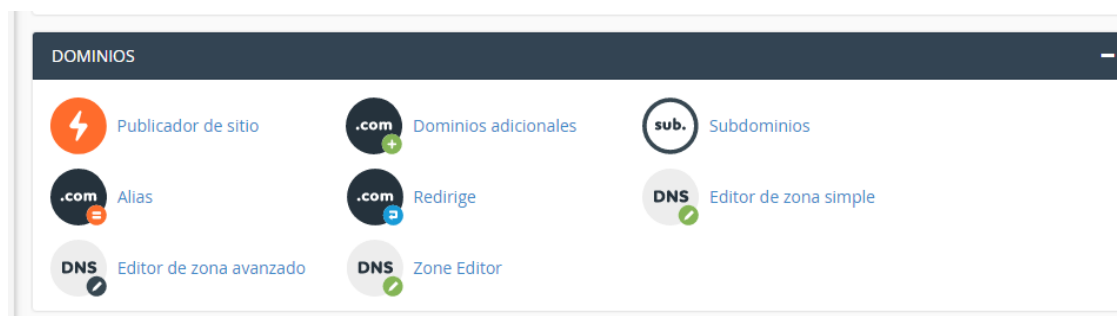 DOMINIOS
Publicador de sitio
.com Dominios adicionales
sub. Subdominios
.com Alias
.com Redirige
DNS Editor de zona simple
DNS Editor de zona avanzado
DNS Zone Editor